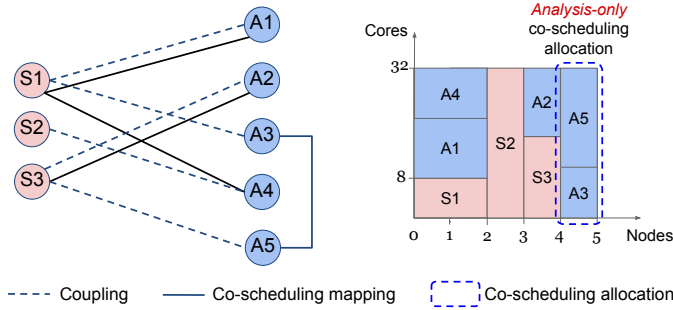 A1
S1
A2
S2
A3
S3
A4
A5
Analysis-only
co-scheduling
allocation
Cores
32
A4
A2
A5
A1
S2
8
S3
A3
S1
0 1 2 3 4 5 Nodes
Coupling Co-scheduling mapping Co-scheduling allocation